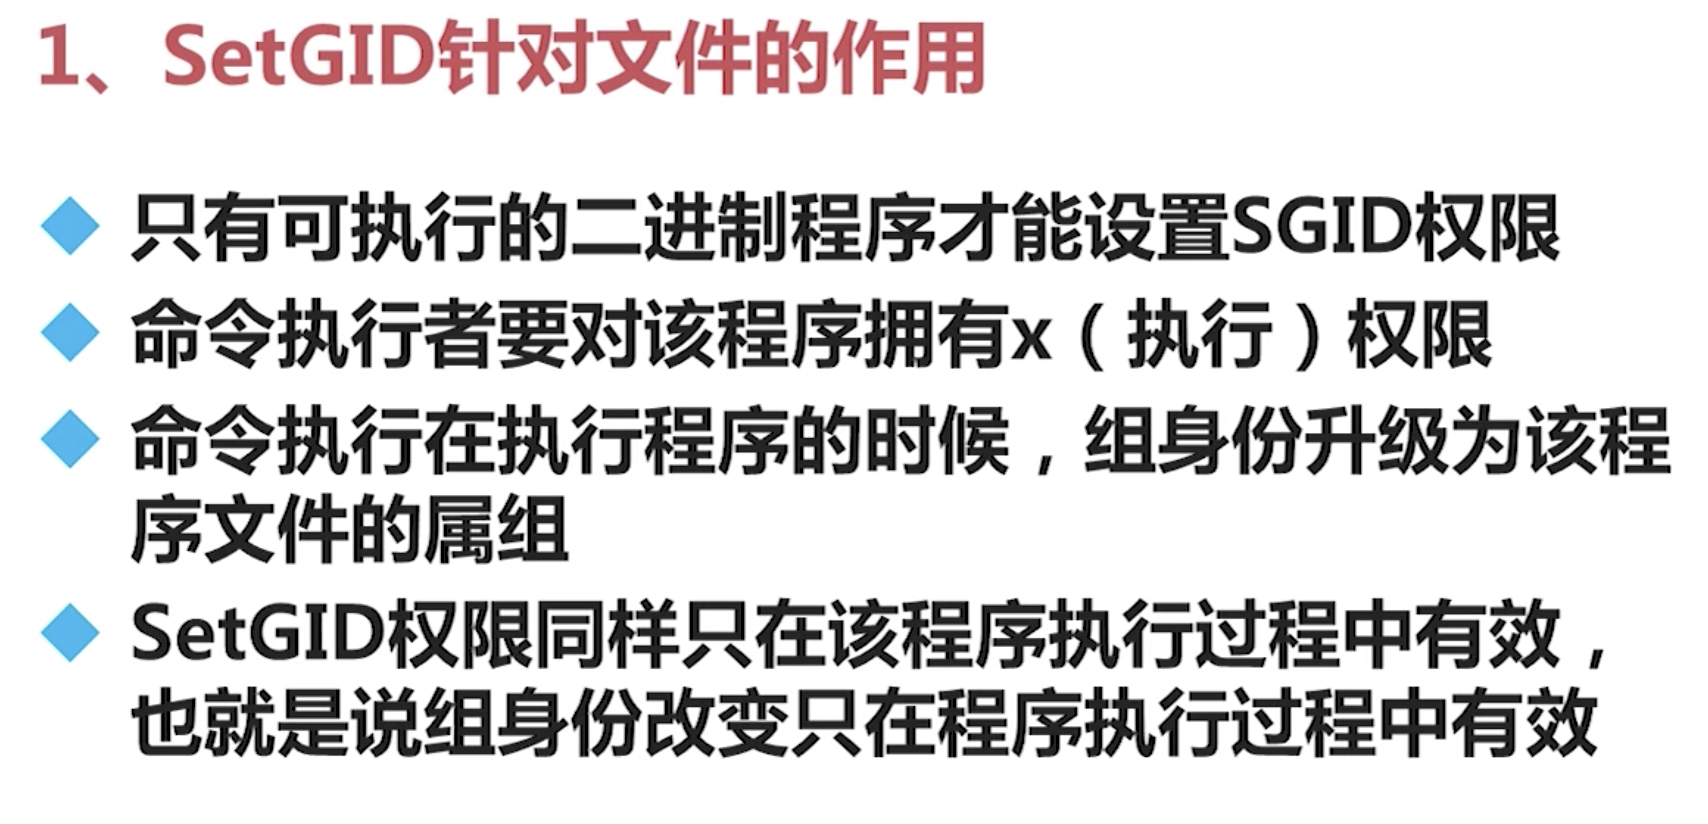 1、SetGID针对文件的作用
只有可执行的二进制程序才能设置SGID权限
命令执行者要对该程序拥有x（执行）权限
命令执行在执行程序的时候，组身份升级为该程
序文件的属组
SetGID权限同样只在该程序执行过程中有效，
也就是说组身份改变只在程序执行过程中有效